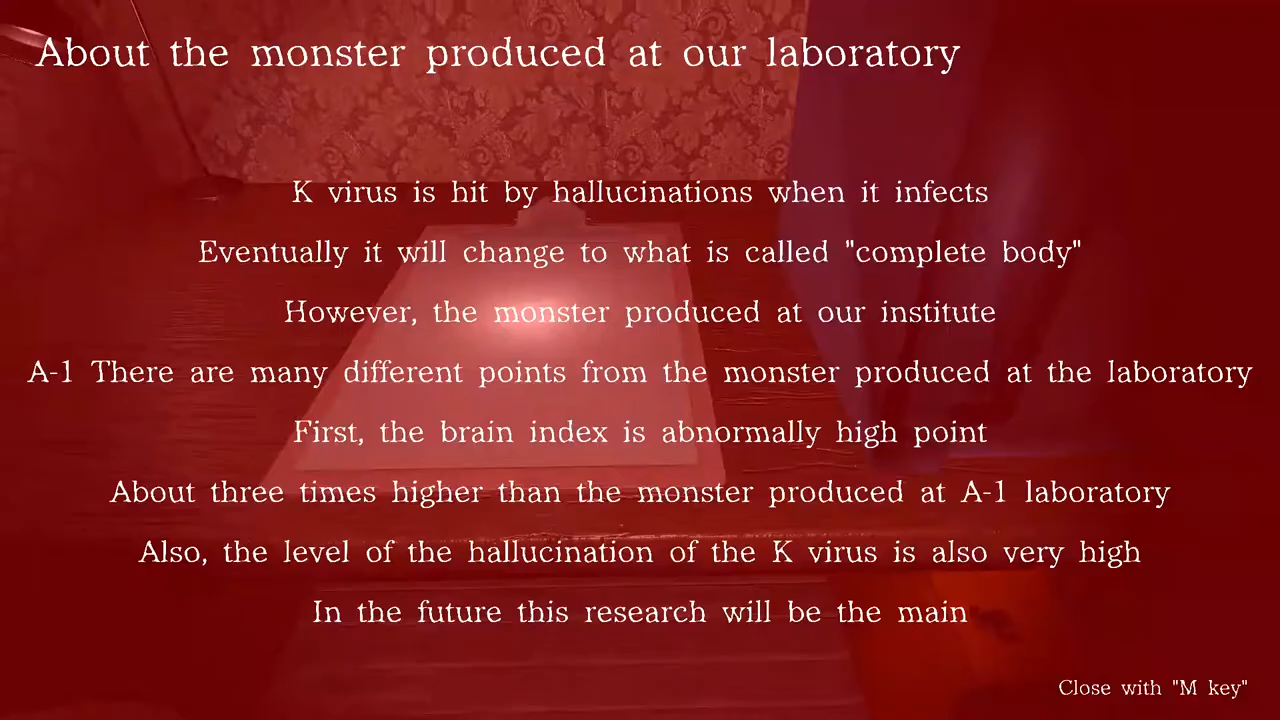 About the monster produced at our laboratory
K virus is hit by hallucinations when it infects
Eventually it will change to what is called "complete body"
However, the monster produced at our institute
A-1 There are many different points from the monster produced at the laboratory
First, the brain index is abnormally high point
About three times higher than the monster produced at A-1 laboratory
Also, the level of the hallucination of the K virus is also very high
In the future this research will be the main
Close with "M key"